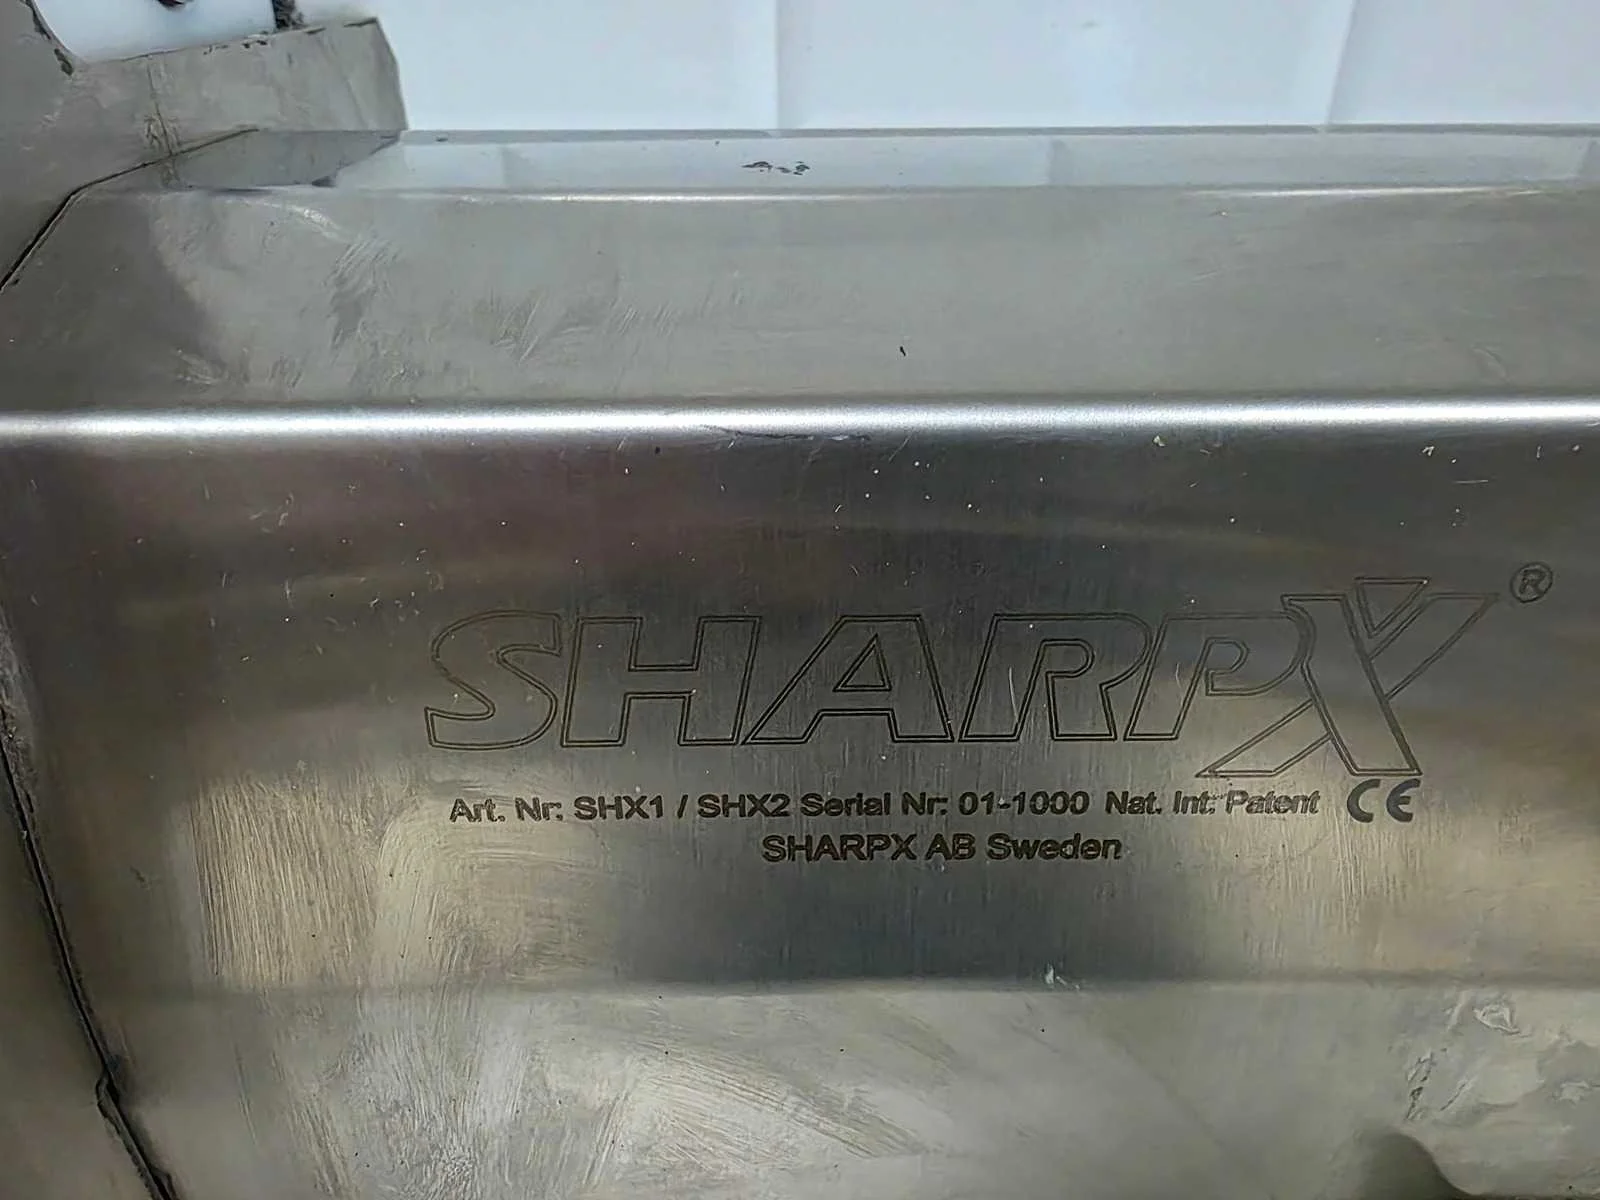 SHARPX®
Art. Nr: SHX1 / SHX2 Serial Nr: 01-1000 Nat. Int: Patent CE
SHARPX AB Sweden